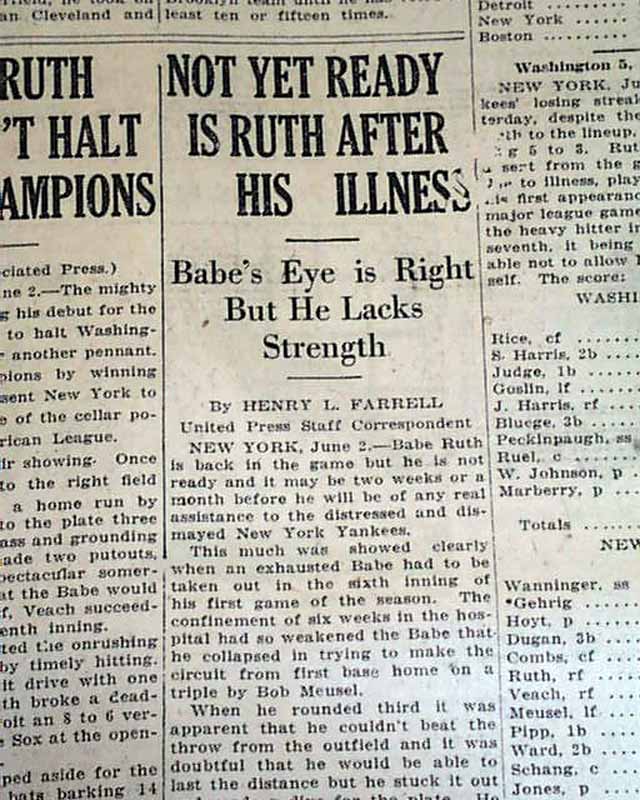 an Cleveland and
least ten or fifteen times.
RUTH
'T HALT
AMPIONS
ciated Press.)
ne 2.—The mighty
g his debut for the
to halt Washing-
another pennant.
pions by winning
sent New York to
e of the cellar po-
rican League.
ir showing. Once
to the right field
a home run by
to the plate three
ass and grounding
ade two putouts,
pectacular somer-
at the Babe would
f, Veach succeed-
enth inning.
ted the onrushing
by timely hitting.
it drive with one
th broke a dead-
oit an 8 to 6 ver-
e Sox at the open-
ped aside for the
bats barking 14
NOT YET READY
IS RUTH AFTER
HIS ILLNESS
Babe's Eye is Right
But He Lacks
Strength
By HENRY L. FARRELL
United Press Staff Correspondent
NEW YORK, June 2.—Babe Ruth
is back in the game but he is not
ready and it may be two weeks or a
month before he will be of any real
assistance to the distressed and dis-
mayed New York Yankees.
This much was showed clearly
when an exhausted Babe had to be
taken out in the sixth inning of
his first game of the season. The
confinement of six weeks in the hos-
pital had so weakened the Babe that
he collapsed in trying to make the
circuit from first base home on a
triple by Bob Meusel.
When he rounded third it was
apparent that he couldn't beat the
throw from the outfield and it was
doubtful that he would be able to
last the distance but he stuck it out
Detroit
New York
Boston
Washington 5,
NEW YORK, Ju
kees' losing streak
terday, despite the
th to the lineup,
g 5 to 3. Rut
sert from the g
to illness, play
is first appearanc
major league game
the heavy hitter in
seventh, it being
able not to allow h
self. The score:
WASHI
Rice, cf
S. Harris, 2b
Judge, 1b
Goslin, lf
J. Harris, rf
Bluege, 3b
Peckinpaugh, ss
Ruel, c
W. Johnson, p
Marberry, p
Totals
NEW
Wanninger, ss
*Gehrig
Hoyt, p
Dugan, 3b
Combs, cf
Ruth, rf
Veach, rf
Meusel, lf
Pipp, 1b
Ward, 2b
Schang, c
Jones, p